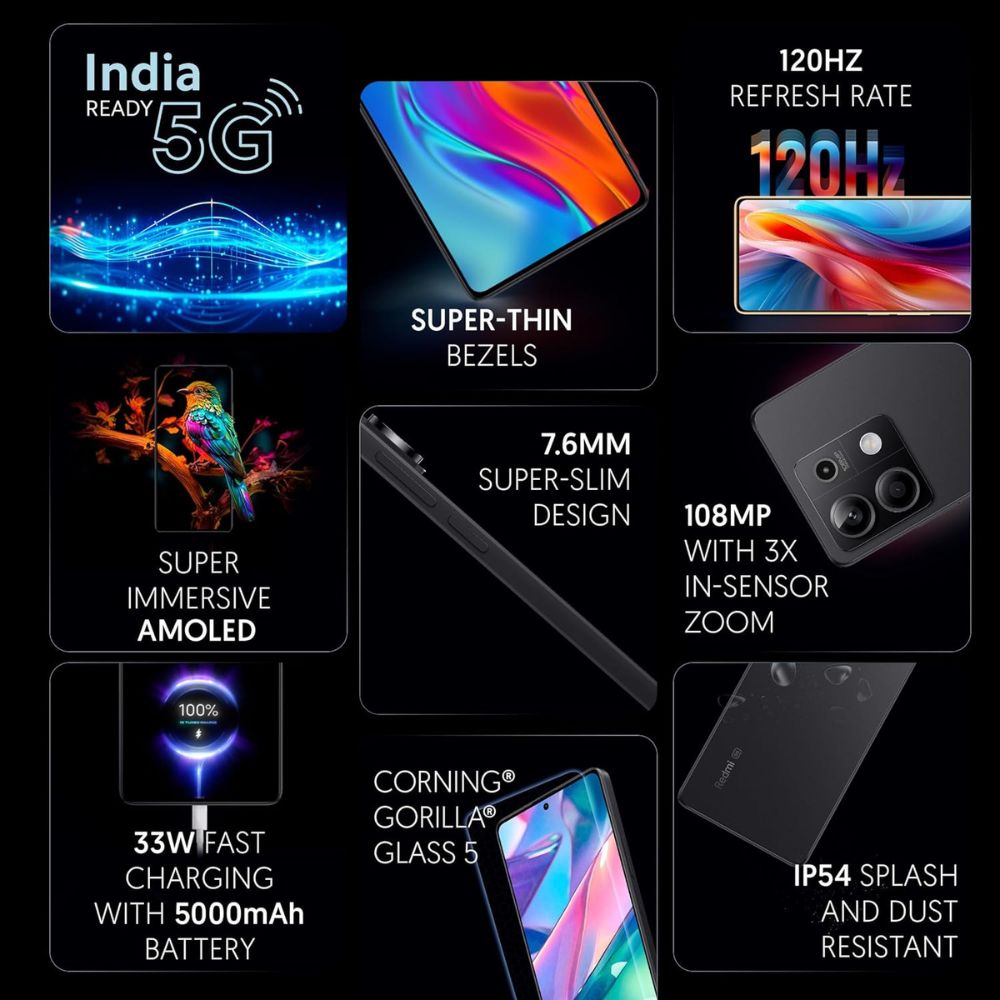 India
READY
5G
SUPER-THIN
BEZELS
120HZ
REFRESH RATE
120Hz
SUPER
IMMERSIVE
AMOLED
7.6MM
SUPER-SLIM
DESIGN
108MP
WITH 3X
IN-SENSOR
ZOOM
100%
33W FAST
CHARGING
WITH 5000mAh
BATTERY
CORNING®
GORILLA®
GLASS 5
Redmi 5G
IP54 SPLASH
AND DUST
RESISTANT